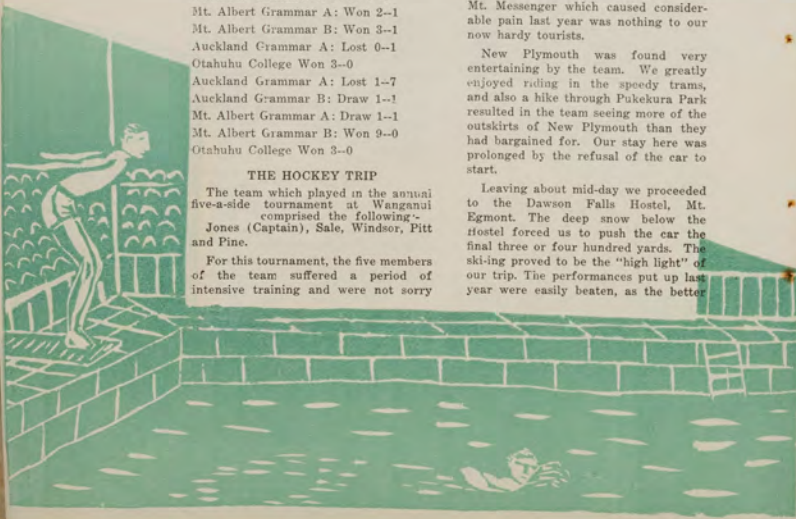 Mt. Albert Grammar A: Won 2--1
Mt. Albert Grammar B: Won 3--1
Auckland Grammar A: Lost 0--1
Otahuhu College Won 3--0
Auckland Grammar A: Lost 1--7
Auckland Grammar B: Draw 1--1
Mt. Albert Grammar A: Draw 1--1
Mt. Albert Grammar B: Won 9--0
Otahuhu College Won 3--0
THE HOCKEY TRIP
The team which played in the annual
five-a-side tournament at Wanganui
comprised the following:-
Jones (Captain), Sale, Windsor, Pitt
and Pine.
For this tournament, the five members
of the team suffered a period of
intensive training and were not sorry
Mt. Messenger which caused consider-
able pain last year was nothing to our
now hardy tourists.
New Plymouth was found very
entertaining by the team. We greatly
enjoyed riding in the speedy trams,
and also a hike through Pukekura Park
resulted in the team seeing more of the
outskirts of New Plymouth than they
had bargained for. Our stay here was
prolonged by the refusal of the car to
start.
Leaving about mid-day we proceeded
to the Dawson Falls Hostel, Mt.
Egmont. The deep snow below the
Hostel forced us to push the car the
final three or four hundred yards. The
ski-ing proved to be the "high light" of
our trip. The performances put up last
year were easily beaten, as the better